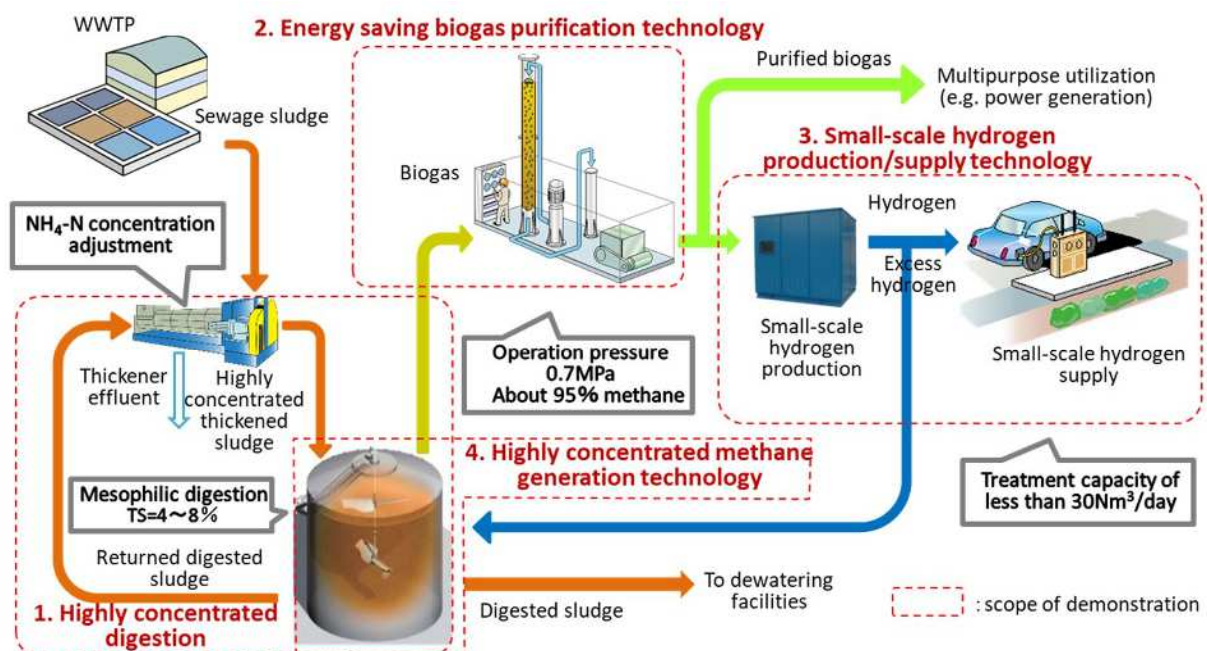 WWTP
2. Energy saving biogas purification technology
Sewage sludge
Purified biogas
Multipurpose utilization
(e.g. power generation)
3. Small-scale hydrogen
production/supply technology
Biogas
NH₄-N concentration
adjustment
Hydrogen
Excess
hydrogen
Small-scale
hydrogen
production
Small-scale hydrogen
supply
Operation pressure
0.7MPa
About 95% methane
Thickener
effluent
Highly
concentrated
thickened
sludge
4. Highly concentrated methane
generation technology
Treatment capacity of
less than 30Nm³/day
Mesophilic digestion
TS=4～8%
Returned digested
sludge
1. Highly concentrated
digestion
Digested sludge
To dewatering
facilities
: scope of demonstration